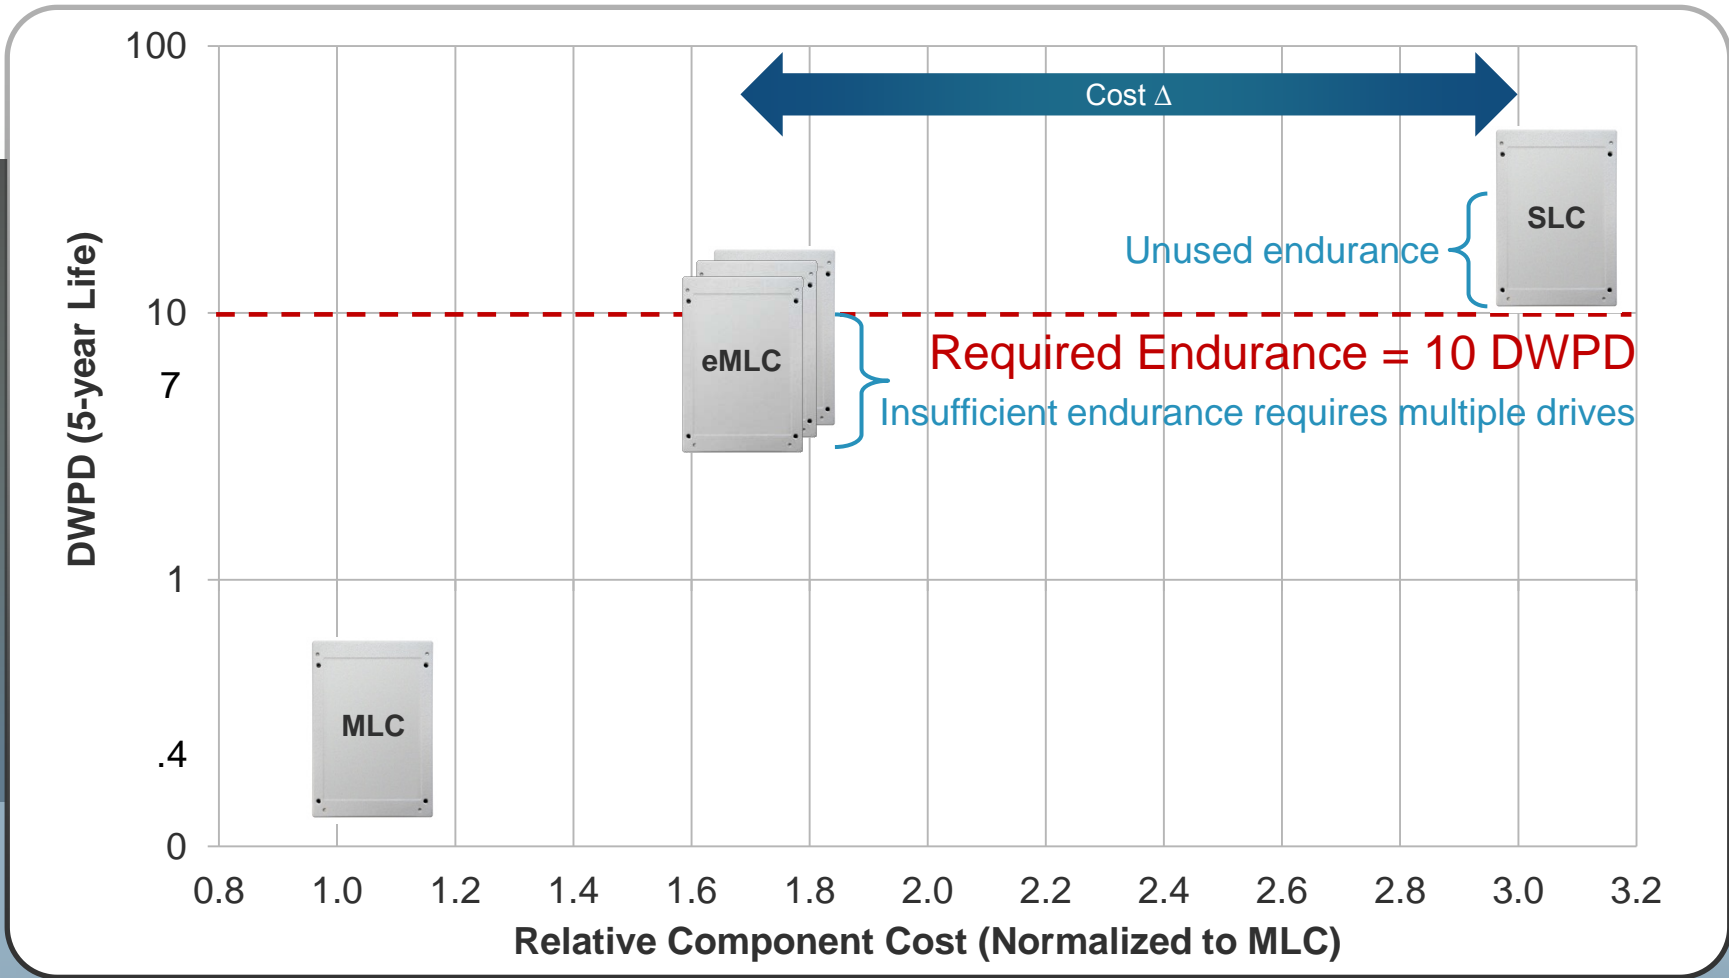 100
Cost Δ
SLC
Unused endurance
10
Required Endurance = 10 DWPD
eMLC
7
Insufficient endurance requires multiple drives
DWPD (5-year Life)
1
MLC
.4
0
0.8 1.0 1.2 1.4 1.6 1.8 2.0 2.2 2.4 2.6 2.8 3.0 3.2
Relative Component Cost (Normalized to MLC)